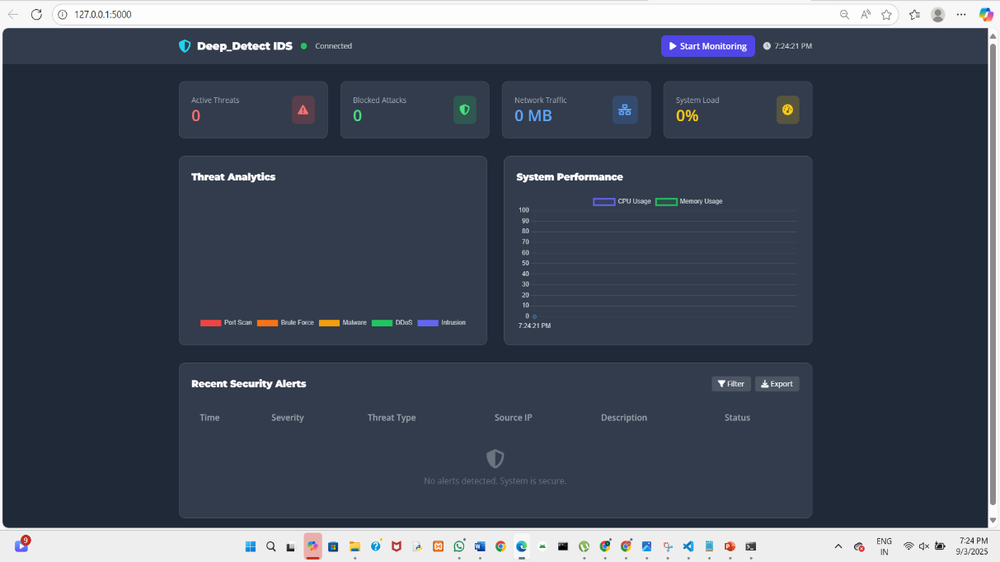 127.0.0.1:5000
Deep_Detect IDS
Connected
Start Monitoring
7:24:21 PM
Active Threats
0
Blocked Attacks
0
Network Traffic
0 MB
System Load
0%
Threat Analytics
Port Scan Brute Force Malware DDoS Intrusion
System Performance
CPU Usage Memory Usage
100
90
80
70
60
50
40
30
20
10
0
7:24:21 PM
Recent Security Alerts
Filter Export
Time Severity Threat Type Source IP Description Status
No alerts detected. System is secure.
9
ENG
IN
7:24 PM
9/3/2025